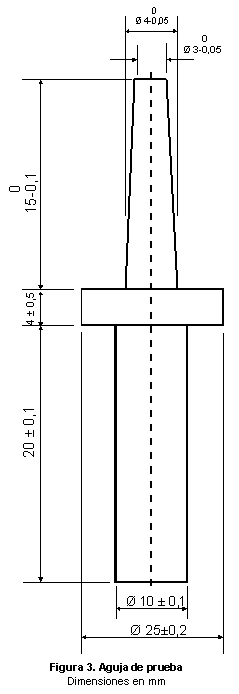 0
Ø 4-0,05
0
Ø 3-0,05
0
15-0,1
4 ± 0,5
20 ± 0,1
Ø 10 ± 0,1
Ø 25±0,2
Figura 3. Aguja de prueba
Dimensiones en mm